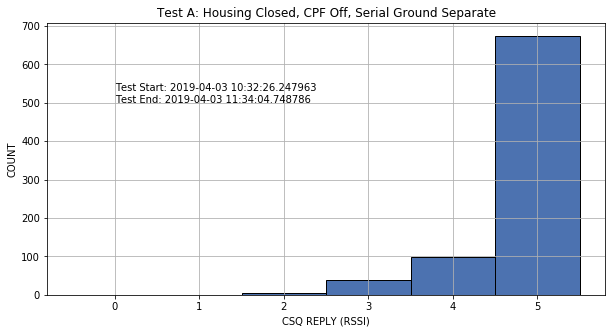 Test A: Housing Closed, CPF Off, Serial Ground Separate
700
600
500
400
300
200
100
0
COUNT
Test Start: 2019-04-03 10:32:26.247963
Test End: 2019-04-03 11:34:04.748786
0 1 2 3 4 5
CSQ REPLY (RSSI)